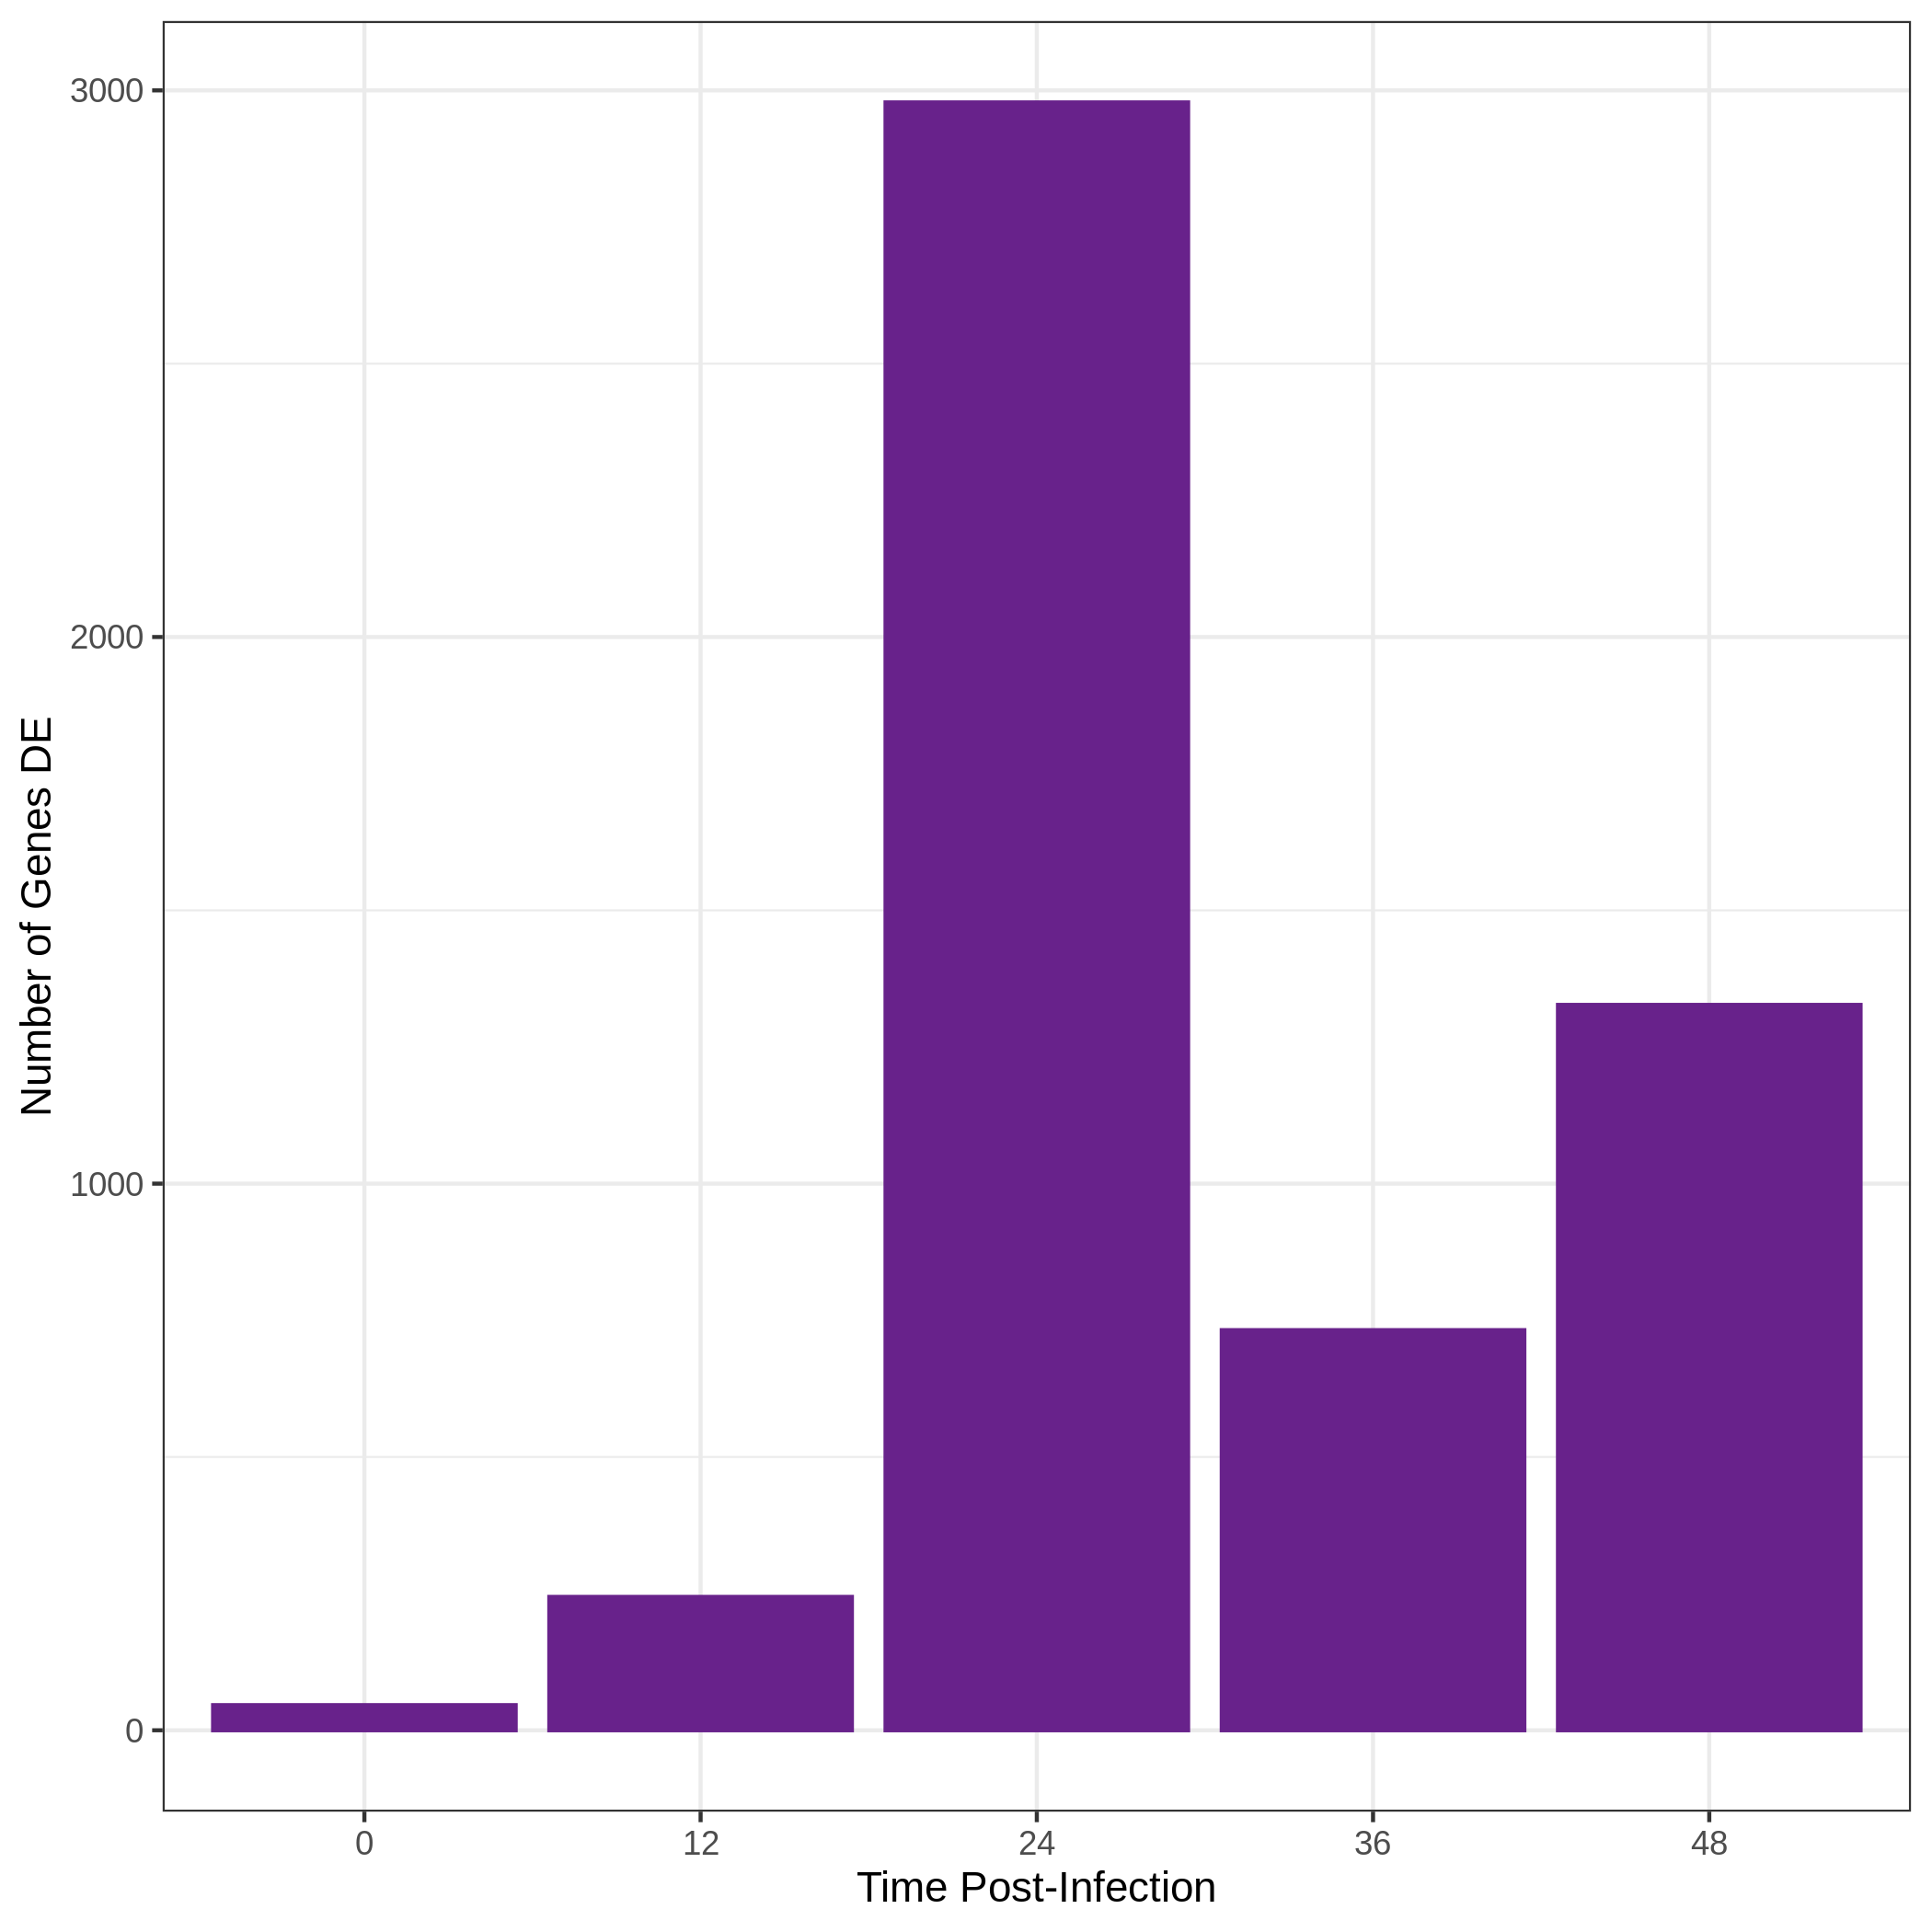 3000
2000
1000
0
Number of Genes DE
0 12 24 36 48
Time Post-Infection